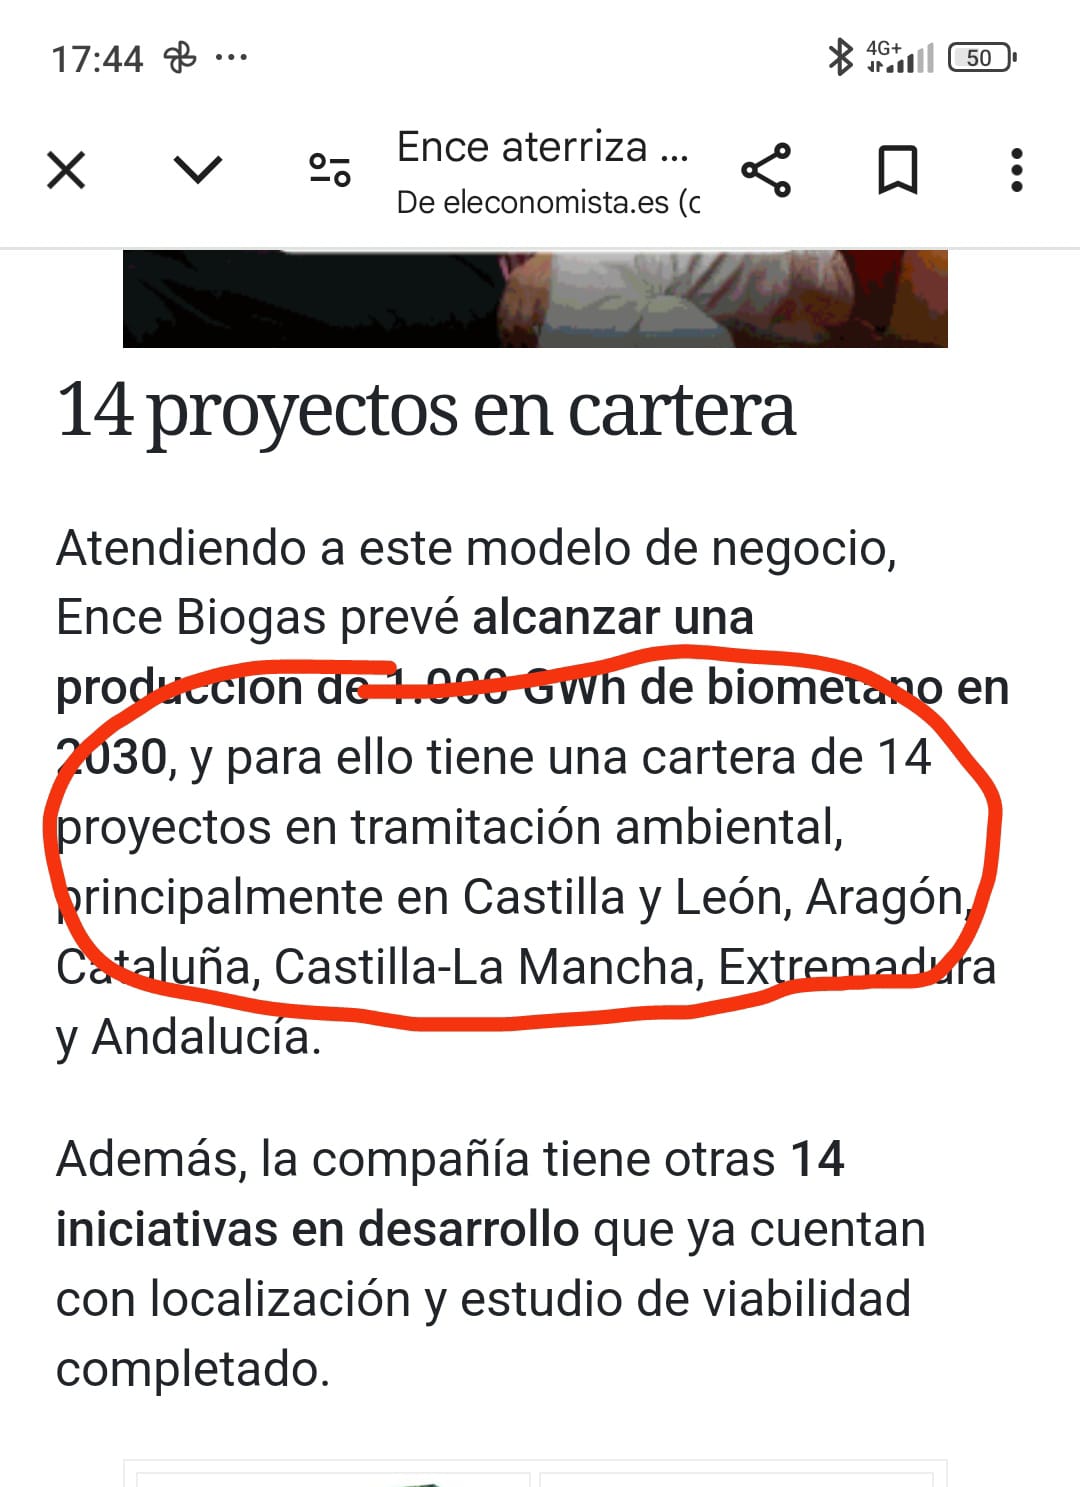 17:44
4G+
50
Ence aterriza ...
De eleconomista.es (c
14 proyectos en cartera
Atendiendo a este modelo de negocio,
Ence Biogas prevé alcanzar una
producción de 1.000 GWh de biometano en
2030, y para ello tiene una cartera de 14
proyectos en tramitación ambiental,
principalmente en Castilla y León, Aragón,
Cataluña, Castilla-La Mancha, Extremadura
y Andalucía.
Además, la compañía tiene otras 14
iniciativas en desarrollo que ya cuentan
con localización y estudio de viabilidad
completado.